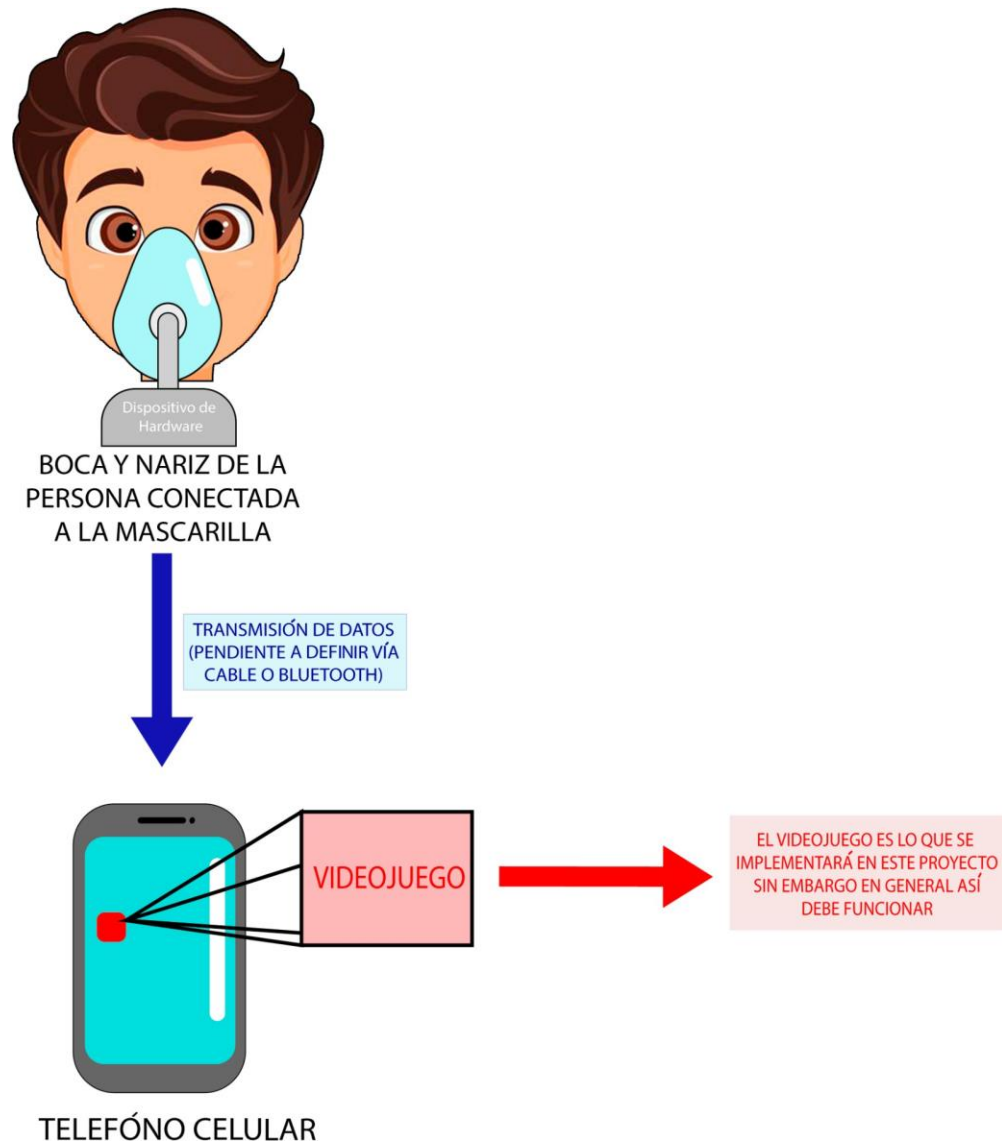 Dispositivo de
Hardware
BOCA Y NARIZ DE LA
PERSONA CONECTADA
A LA MASCARILLA
TRANSMISIÓN DE DATOS
(PENDIENTE A DEFINIR VÍA
CABLE O BLUETOOTH)
VIDEOJUEGO
EL VIDEOJUEGO ES LO QUE SE
IMPLEMENTARÁ EN ESTE PROYECTO
SIN EMBARGO EN GENERAL ASÍ
DEBE FUNCIONAR
TELEFÓNO CELULAR